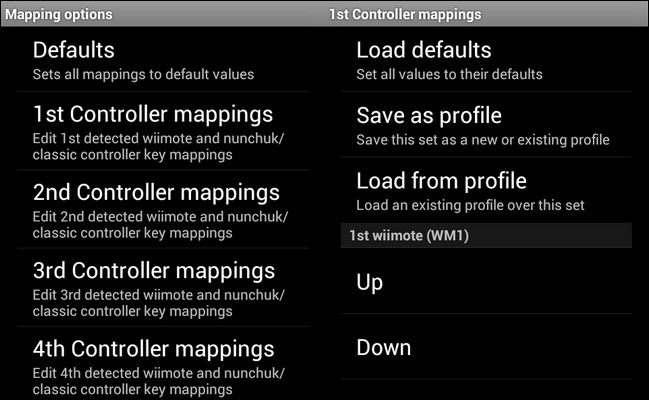 Mapping options
Defaults
Sets all mappings to default values
1st Controller mappings
Edit 1st detected wiimote and nunchuk/
classic controller key mappings
2nd Controller mappings
Edit 2nd detected wiimote and nunchuk/
classic controller key mappings
3rd Controller mappings
Edit 3rd detected wiimote and nunchuk/
classic controller key mappings
4th Controller mappings
Edit 4th detected wiimote and nunchuk/
classic controller key mappings
1st Controller mappings
Load defaults
Set all values to their defaults
Save as profile
Save this set as a new or existing profile
Load from profile
Load an existing profile over this set
1st wiimote (WM1)
Up
Down